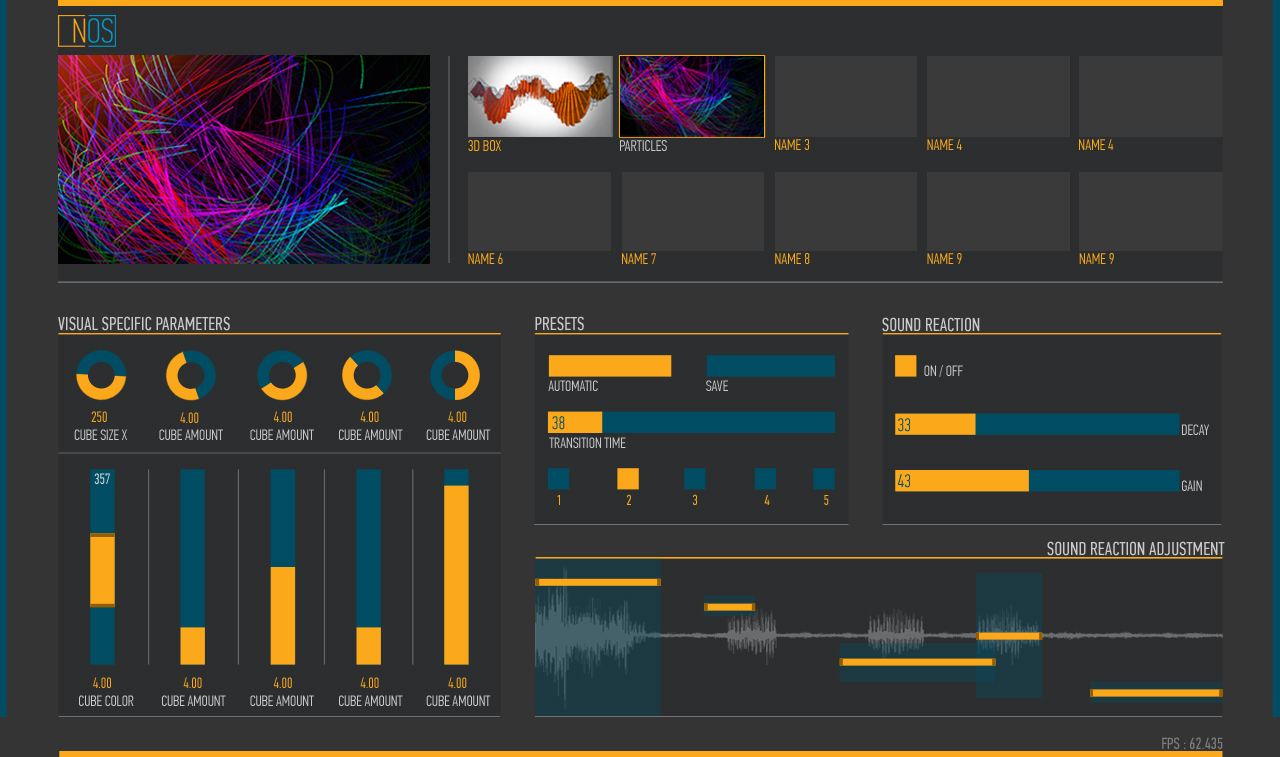 NOS
3D BOX PARTICLES NAME 3 NAME 4 NAME 4
NAME 6 NAME 7 NAME 8 NAME 9 NAME 9
VISUAL SPECIFIC PARAMETERS
250 4.00 4.00 4.00 4.00
CUBE SIZE X CUBE AMOUNT CUBE AMOUNT CUBE AMOUNT CUBE AMOUNT
357
4.00 4.00 4.00 4.00 4.00
CUBE COLOR CUBE AMOUNT CUBE AMOUNT CUBE AMOUNT CUBE AMOUNT
PRESETS
AUTOMATIC SAVE
38
TRANSITION TIME
1 2 3 4 5
SOUND REACTION
ON / OFF
33 DECAY
43 GAIN
SOUND REACTION ADJUSTMENT
FPS : 62.435